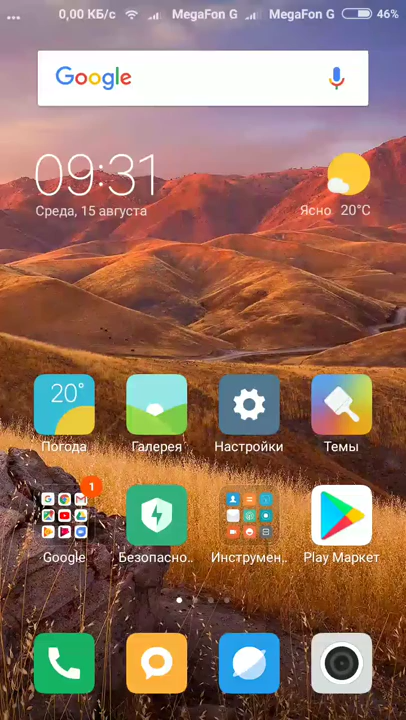 ... 0,00 КБ/с MegaFon G MegaFon G 46%
Google
09:31
Среда, 15 августа
Ясно 20°C
20°
Погода Галерея Настройки Темы
1
Google Безопасно.. Инструмен.. Play Маркет